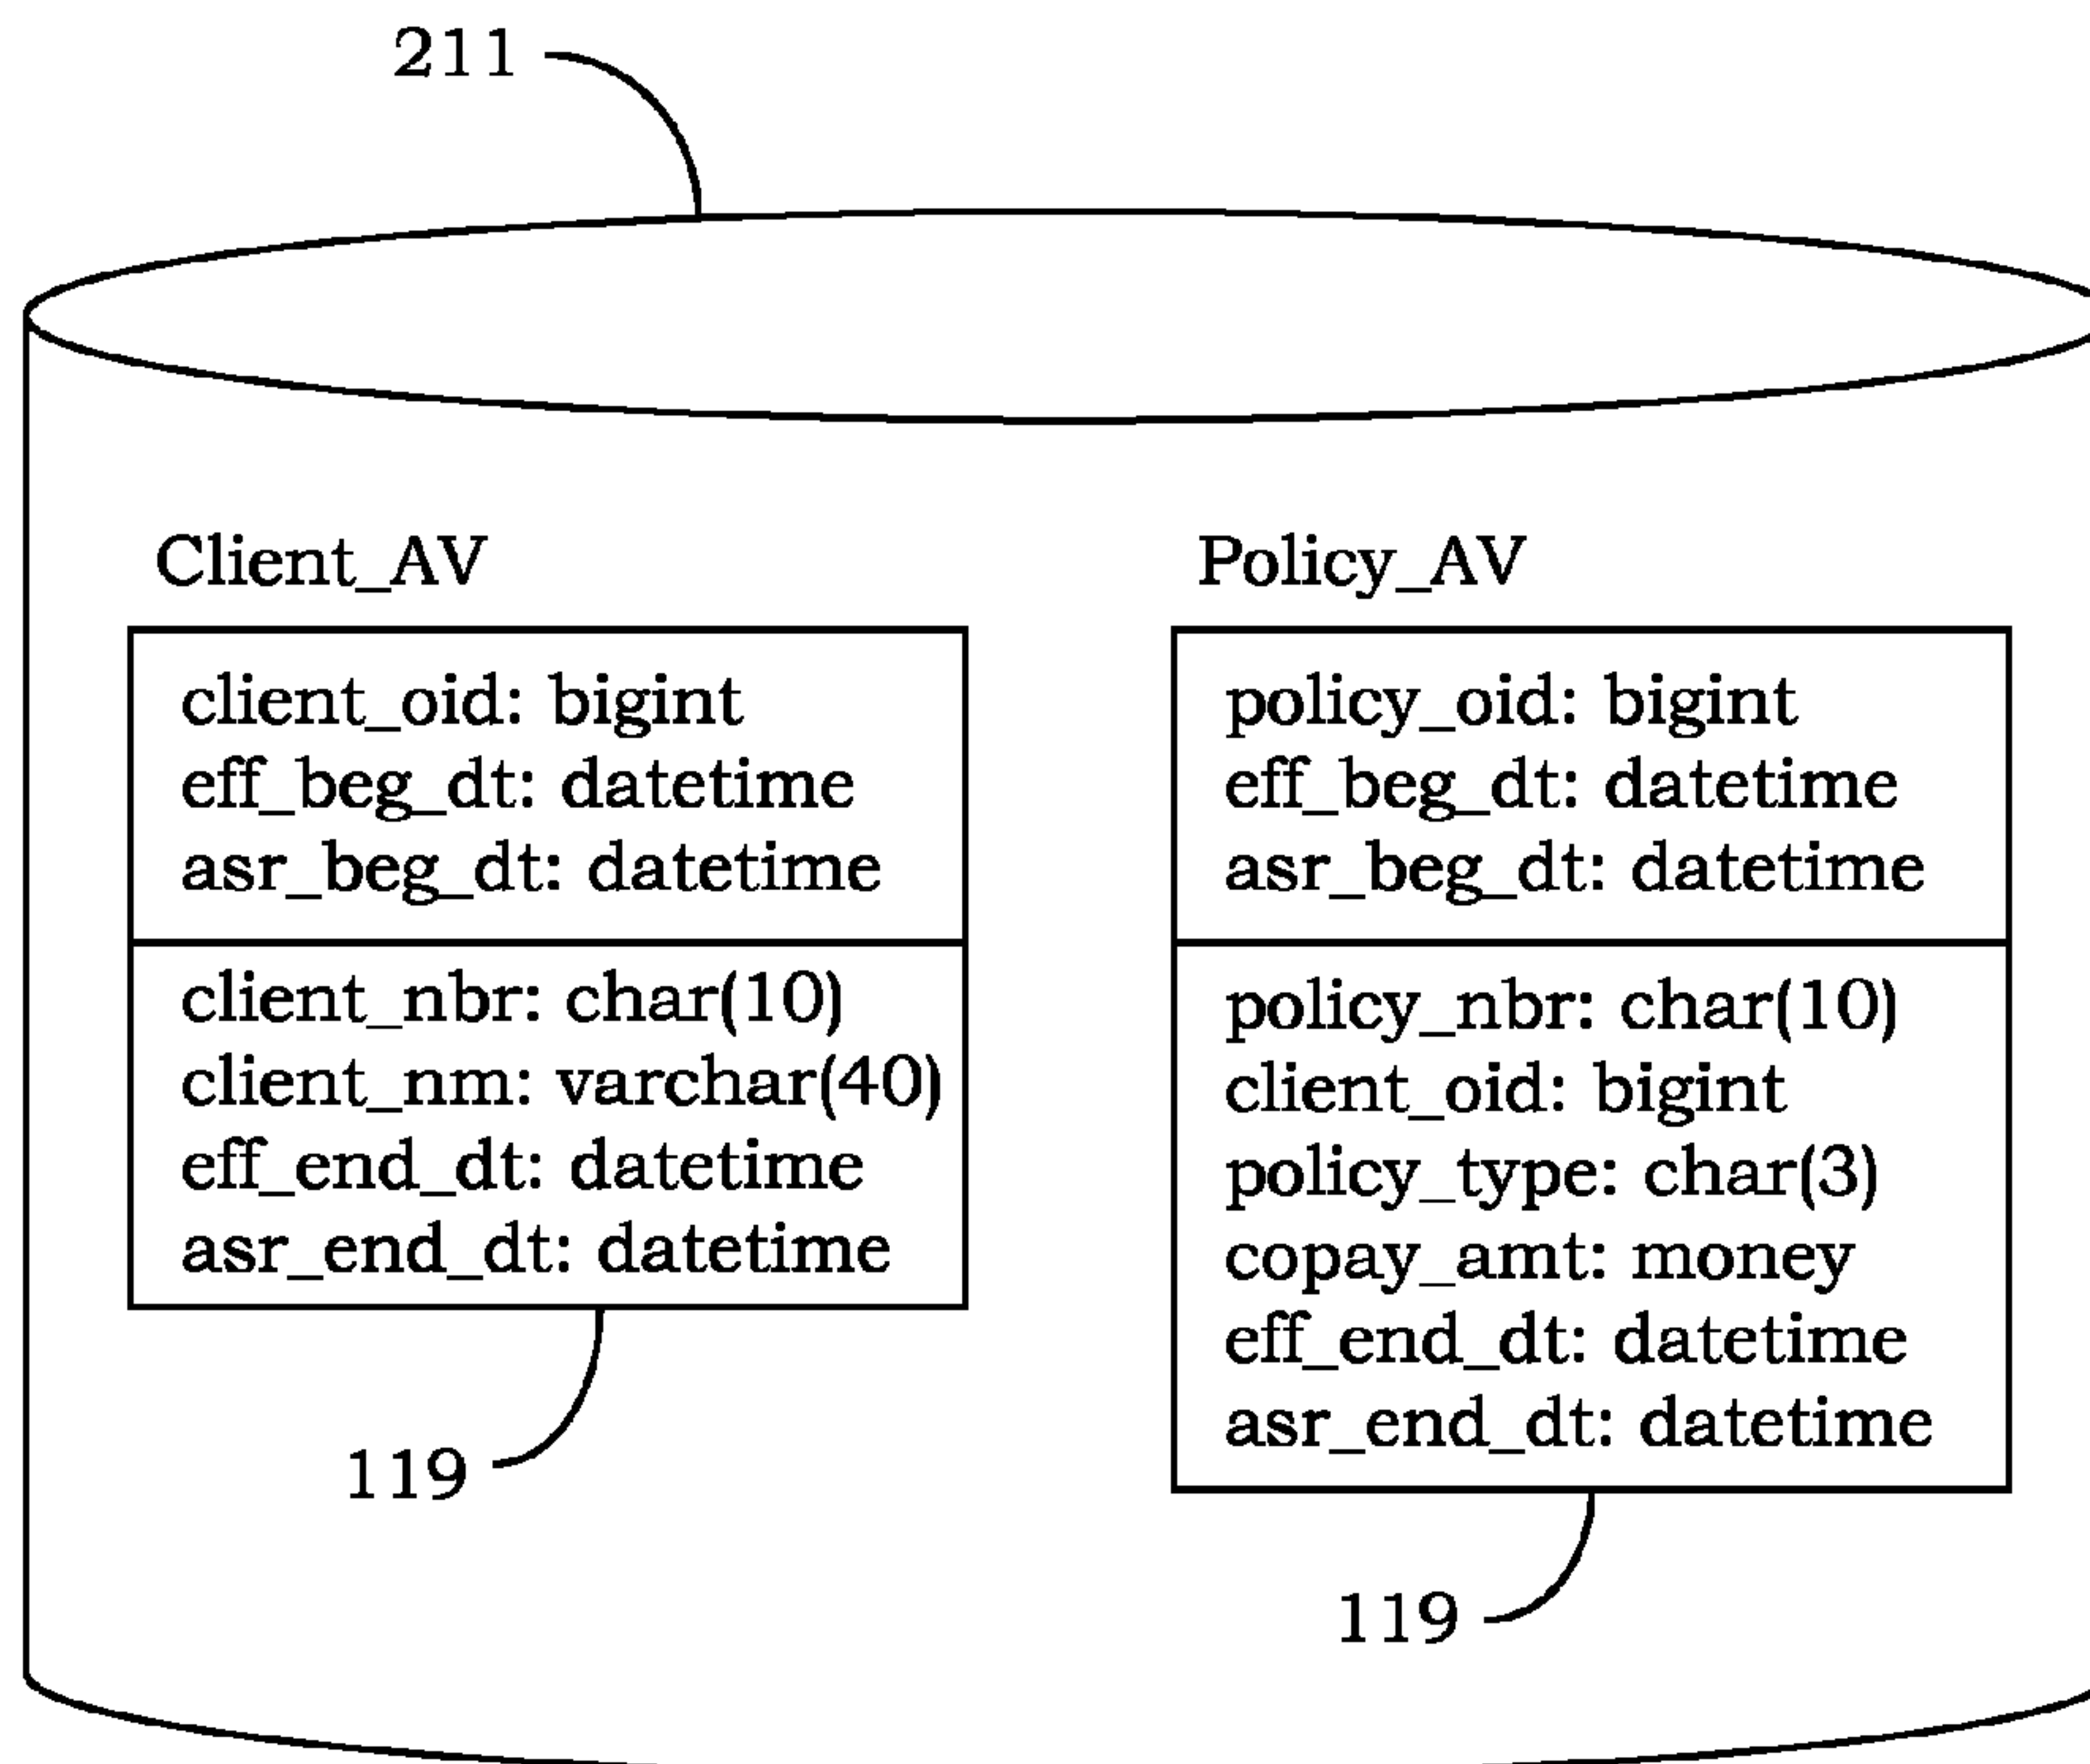 211
Client_AV
client_oid: bigint
eff_beg_dt: datetime
asr_beg_dt: datetime
client_nbr: char(10)
client_nm: varchar(40)
eff_end_dt: datetime
asr_end_dt: datetime
119
Policy_AV
policy_oid: bigint
eff_beg_dt: datetime
asr_beg_dt: datetime
policy_nbr: char(10)
client_oid: bigint
policy_type: char(3)
copay_amt: money
eff_end_dt: datetime
asr_end_dt: datetime
119